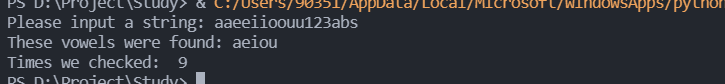 PS D:\Project\Study> & C:/Users/90351/AppData/Local/Microsoft/WindowsApps/python
Please input a string: aaeeiioouu123abs
These vowels were found: aeiou
Times we checked:  9
PS D:\Project\Study>